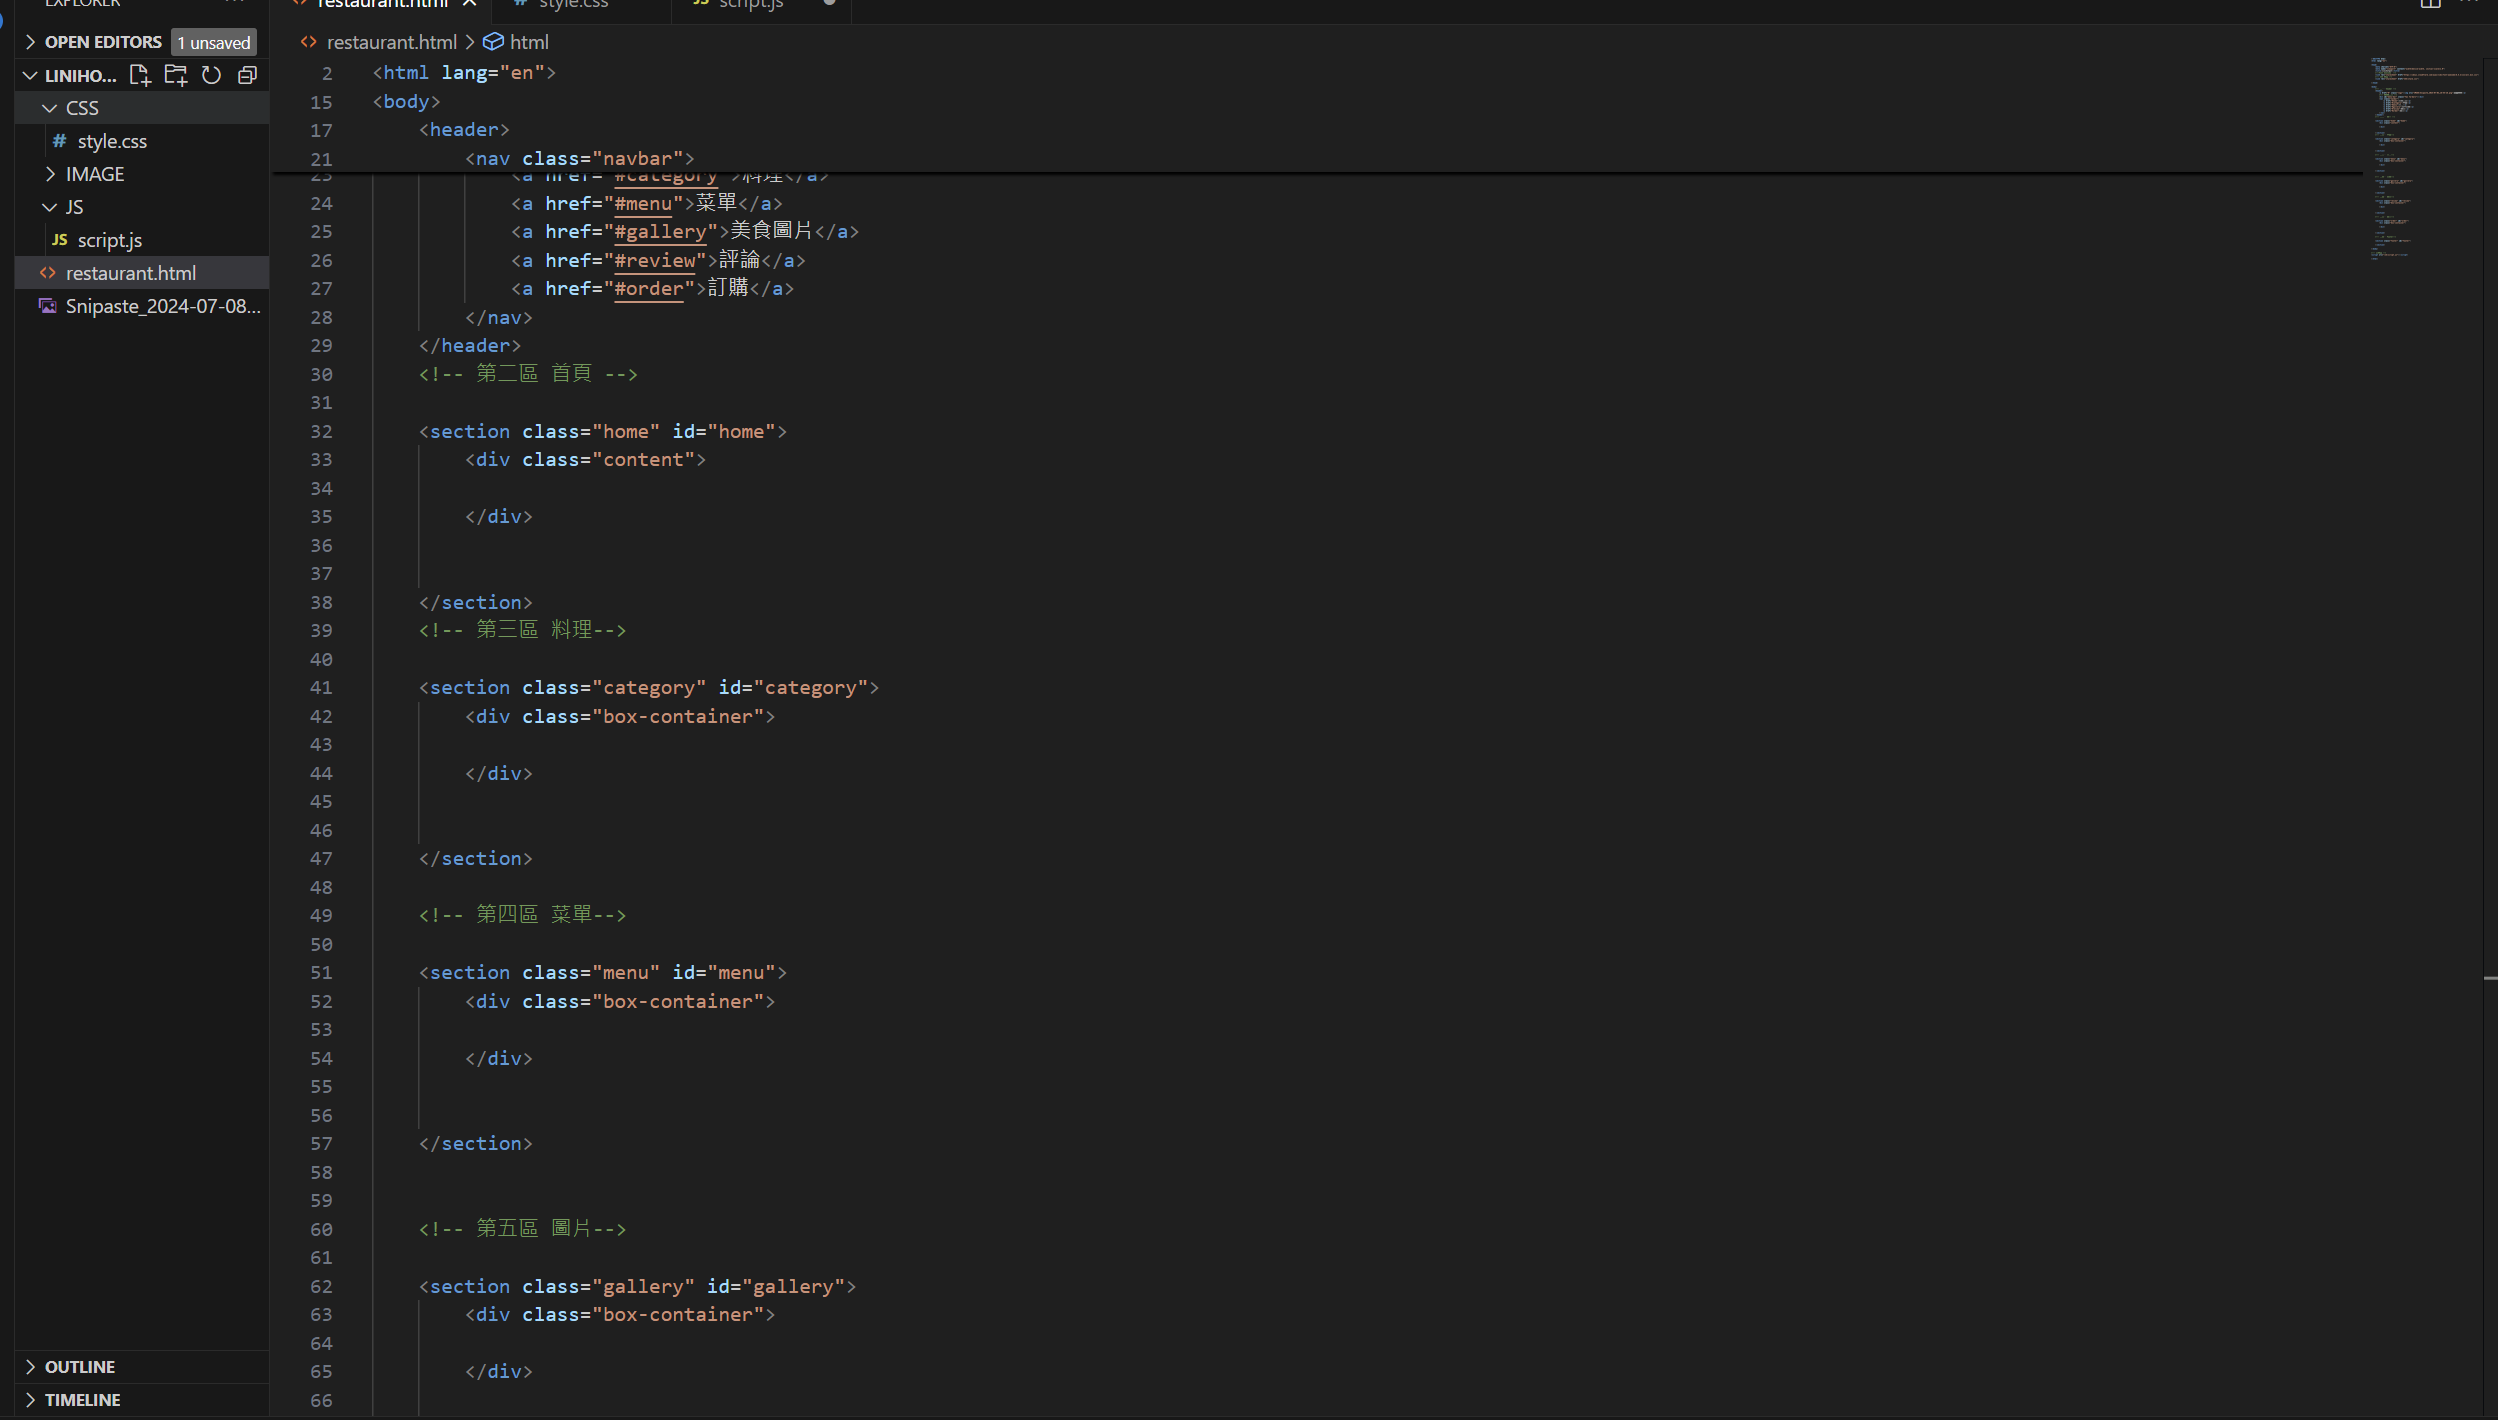 EXPLORER
OPEN EDITORS 1 unsaved
LINIHO...
CSS
# style.css
IMAGE
JS
JS script.js
<> restaurant.html
Snipaste_2024-07-08...
OUTLINE
TIMELINE
<> restaurant.html # style.css JS script.js
<> restaurant.html > html
2 <html lang="en">
15 <body>
17 <header>
21 <nav class="navbar">
23 <a href="#category">料理</a>
24 <a href="#menu">菜單</a>
25 <a href="#gallery">美食圖片</a>
26 <a href="#review">評論</a>
27 <a href="#order">訂購</a>
28 </nav>
29 </header>
30 <!-- 第二區 首頁 -->
31
32 <section class="home" id="home">
33 <div class="content">
34
35 </div>
36
37
38 </section>
39 <!-- 第三區 料理-->
40
41 <section class="category" id="category">
42 <div class="box-container">
43
44 </div>
45
46
47 </section>
48
49 <!-- 第四區 菜單-->
50
51 <section class="menu" id="menu">
52 <div class="box-container">
53
54 </div>
55
56
57 </section>
58
59
60 <!-- 第五區 圖片-->
61
62 <section class="gallery" id="gallery">
63 <div class="box-container">
64
65 </div>
66